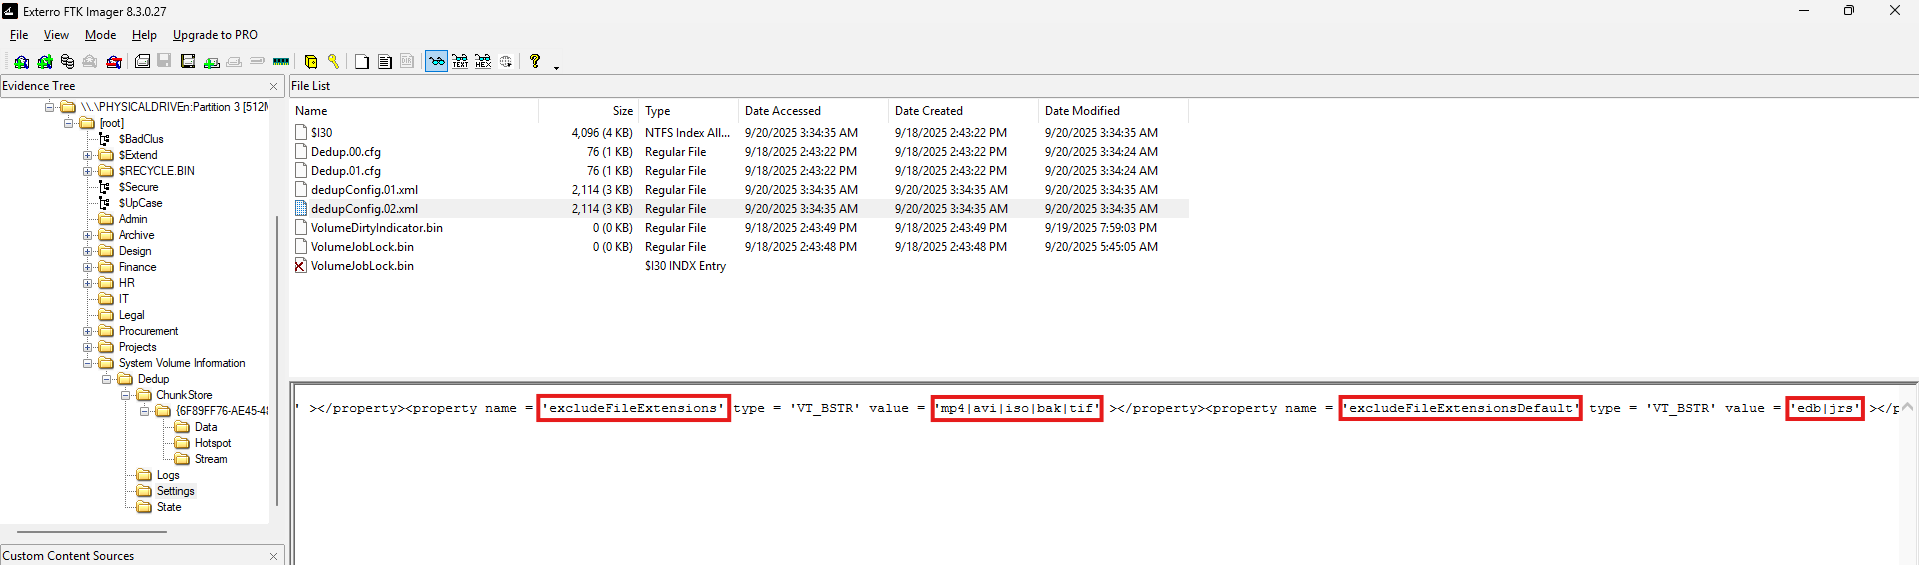 Exterro FTK Imager 8.3.0.27
File View Mode Help Upgrade to PRO
TEXT HEX
Evidence Tree
\\.\PHYSICALDRIVEn:Partition 3 [512M
[root]
$BadClus
$Extend
$RECYCLE.BIN
$Secure
$UpCase
Admin
Archive
Design
Finance
HR
IT
Legal
Procurement
Projects
System Volume Information
Dedup
ChunkStore
{6F89FF76-AE45-48
Data
Hotspot
Stream
Logs
Settings
State
Custom Content Sources
File List
Name Size Type Date Accessed Date Created Date Modified
$I30 4,096 (4 KB) NTFS Index All... 9/20/2025 3:34:35 AM 9/18/2025 2:43:22 PM 9/20/2025 3:34:35 AM
Dedup.00.cfg 76 (1 KB) Regular File 9/18/2025 2:43:22 PM 9/18/2025 2:43:22 PM 9/20/2025 3:34:24 AM
Dedup.01.cfg 76 (1 KB) Regular File 9/18/2025 2:43:22 PM 9/18/2025 2:43:22 PM 9/20/2025 3:34:24 AM
dedupConfig.01.xml 2,114 (3 KB) Regular File 9/20/2025 3:34:35 AM 9/20/2025 3:34:35 AM 9/20/2025 3:34:35 AM
dedupConfig.02.xml 2,114 (3 KB) Regular File 9/20/2025 3:34:35 AM 9/20/2025 3:34:35 AM 9/20/2025 3:34:35 AM
VolumeDirtyIndicator.bin 0 (0 KB) Regular File 9/18/2025 2:43:49 PM 9/18/2025 2:43:49 PM 9/19/2025 7:59:03 PM
VolumeJobLock.bin 0 (0 KB) Regular File 9/18/2025 2:43:48 PM 9/18/2025 2:43:48 PM 9/20/2025 5:45:05 AM
VolumeJobLock.bin $I30 INDX Entry
' ></property><property name = 'excludeFileExtensions' type = 'VT_BSTR' value = 'mp4|avi|iso|bak|tif' ></property><property name = 'excludeFileExtensionsDefault' type = 'VT_BSTR' value = 'edb|jrs' ></p